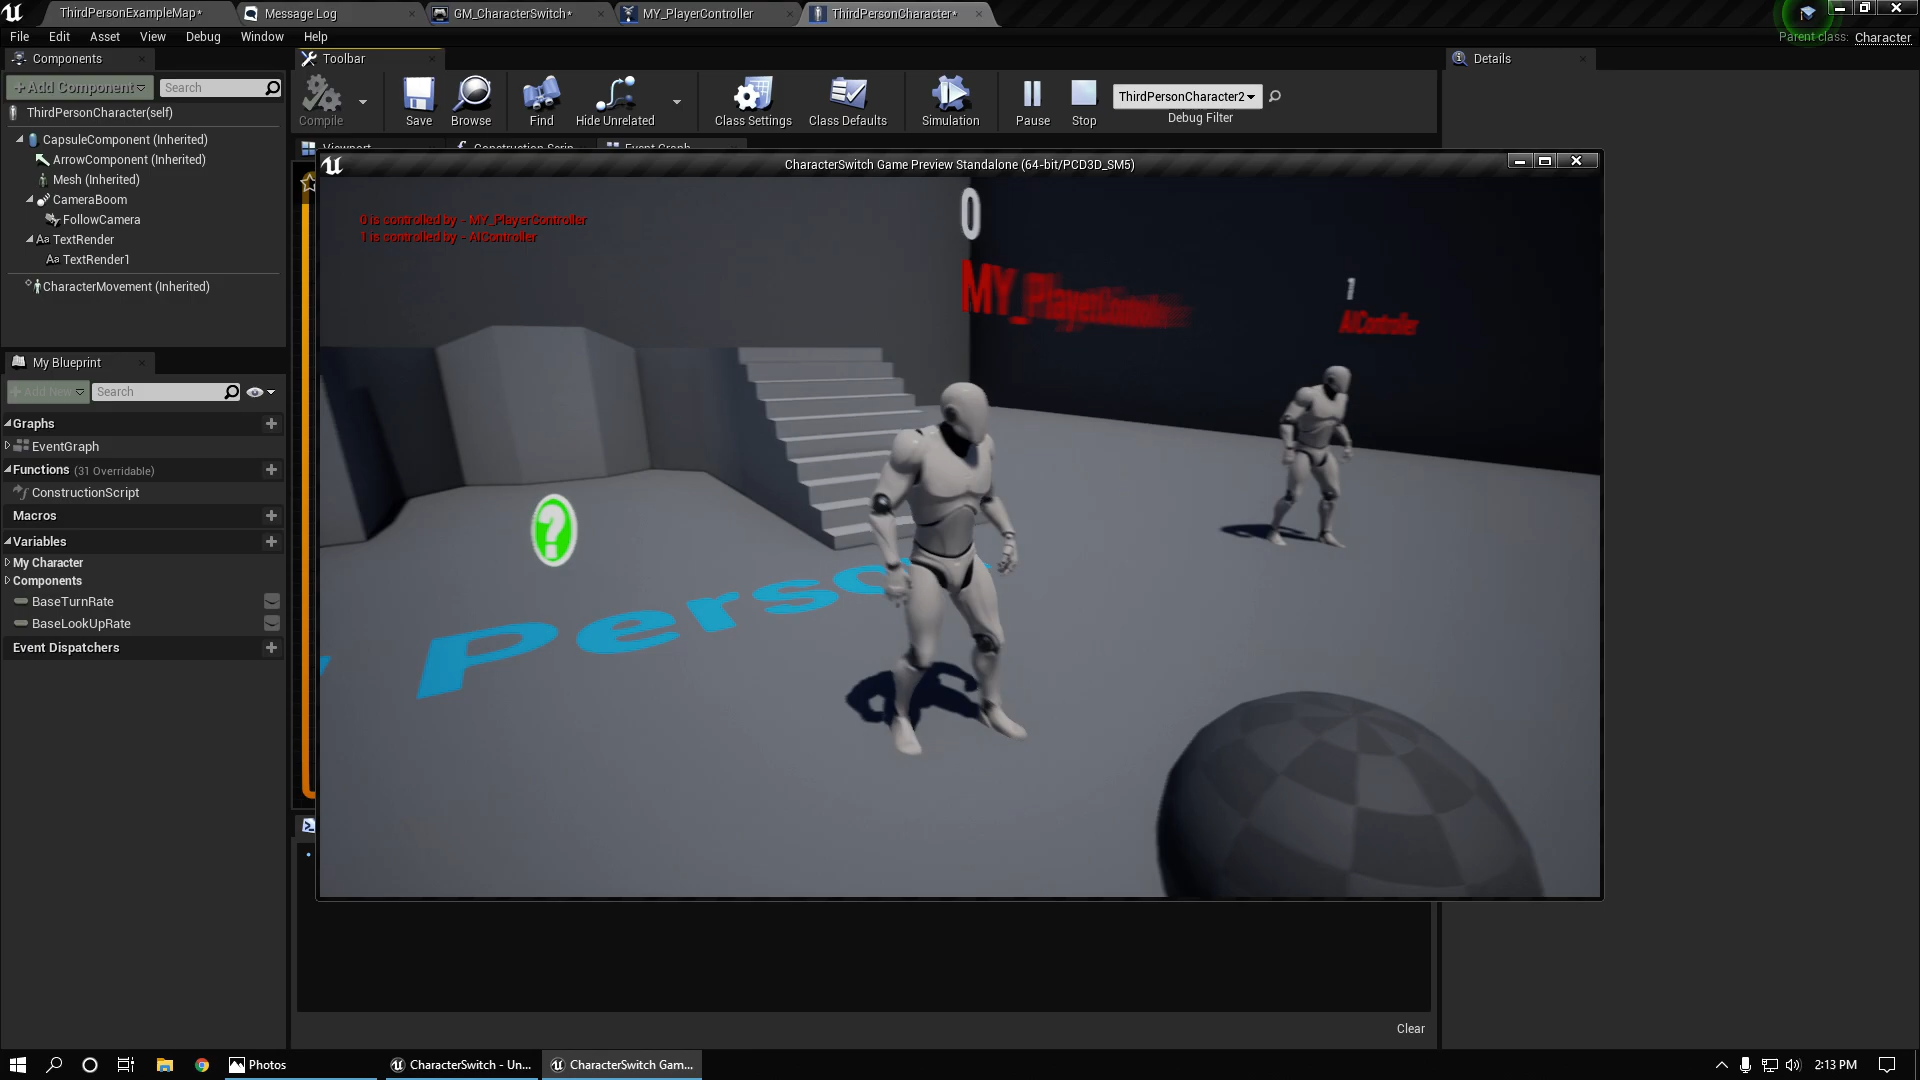 ThirdPersonExampleMap*
Message Log
GM_CharacterSwitch*
MY_PlayerController
ThirdPersonCharacter*
File Edit Asset View Debug Window Help
Parent class: Character
Components
Toolbar
Details
+Add Component
Search
ThirdPersonCharacter(self)
Compile
Save
Browse
Find
Hide Unrelated
Class Settings
Class Defaults
Simulation
Pause
Stop
ThirdPersonCharacter2
Debug Filter
CapsuleComponent (Inherited)
ArrowComponent (Inherited)
Mesh (Inherited)
CameraBoom
FollowCamera
TextRender
TextRender1
CharacterMovement (Inherited)
Viewport
Construction Scrip
Event Graph
CharacterSwitch Game Preview Standalone (64-bit/PCD3D_SM5)
0 is controlled by - MY_PlayerController
1 is controlled by - AIController
0
MY_PlayerController
1
AIController
?
Perso
My Blueprint
+Add New
Search
Graphs
EventGraph
Functions (31 Overridable)
ConstructionScript
Macros
Variables
My Character
Components
BaseTurnRate
BaseLookUpRate
Event Dispatchers
Clear
Photos
CharacterSwitch - Un...
CharacterSwitch Gam...
2:13 PM